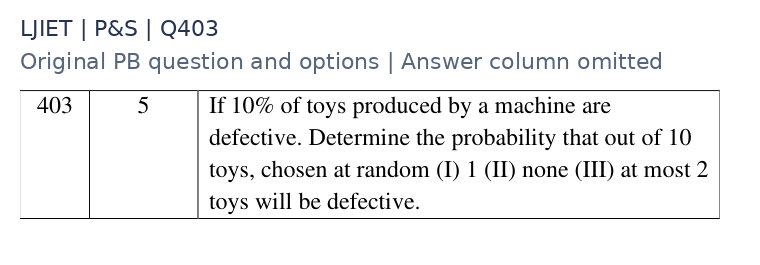 LJIET | P&S | Q403
Original PB question and options | Answer column omitted
403 5 If 10% of toys produced by a machine are
defective. Determine the probability that out of 10
toys, chosen at random (I) 1 (II) none (III) at most 2
toys will be defective.